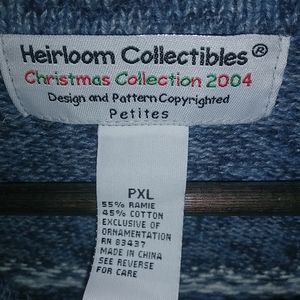 Heirloom Collectibles®
Christmas Collection 2004
Design and Pattern Copyrighted
Petites
PXL
55% RAMIE
45% COTTON
EXCLUSIVE OF
ORNAMENTATION
RN 83437
MADE IN CHINA
SEE REVERSE
FOR CARE